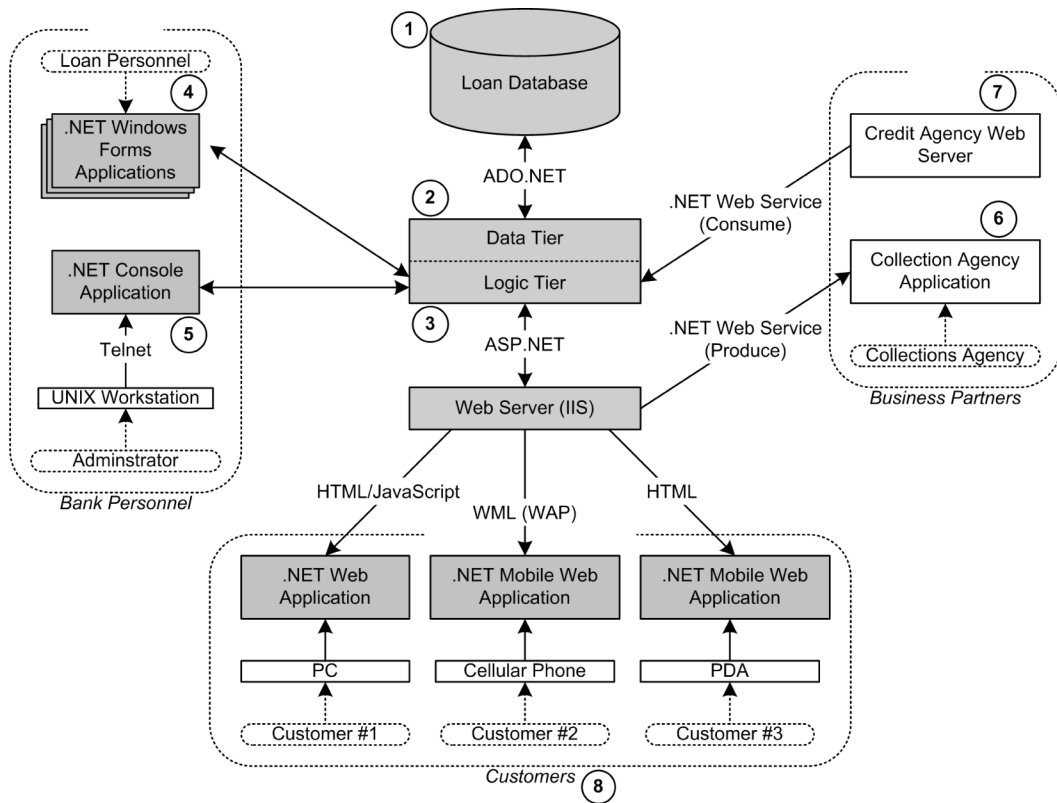 1
Loan Database
Loan Personnel
4
.NET Windows
Forms
Applications
7
Credit Agency Web
Server
ADO.NET
.NET Web Service
(Consume)
2
Data Tier
Logic Tier
3
6
Collection Agency
Application
.NET Console
Application
5
Telnet
UNIX Workstation
Adminstrator
Bank Personnel
ASP.NET
.NET Web Service
(Produce)
Collections Agency
Business Partners
Web Server (IIS)
HTML/JavaScript
WML (WAP)
HTML
.NET Web
Application
.NET Mobile Web
Application
.NET Mobile Web
Application
PC
Cellular Phone
PDA
Customer #1
Customer #2
Customer #3
Customers
8